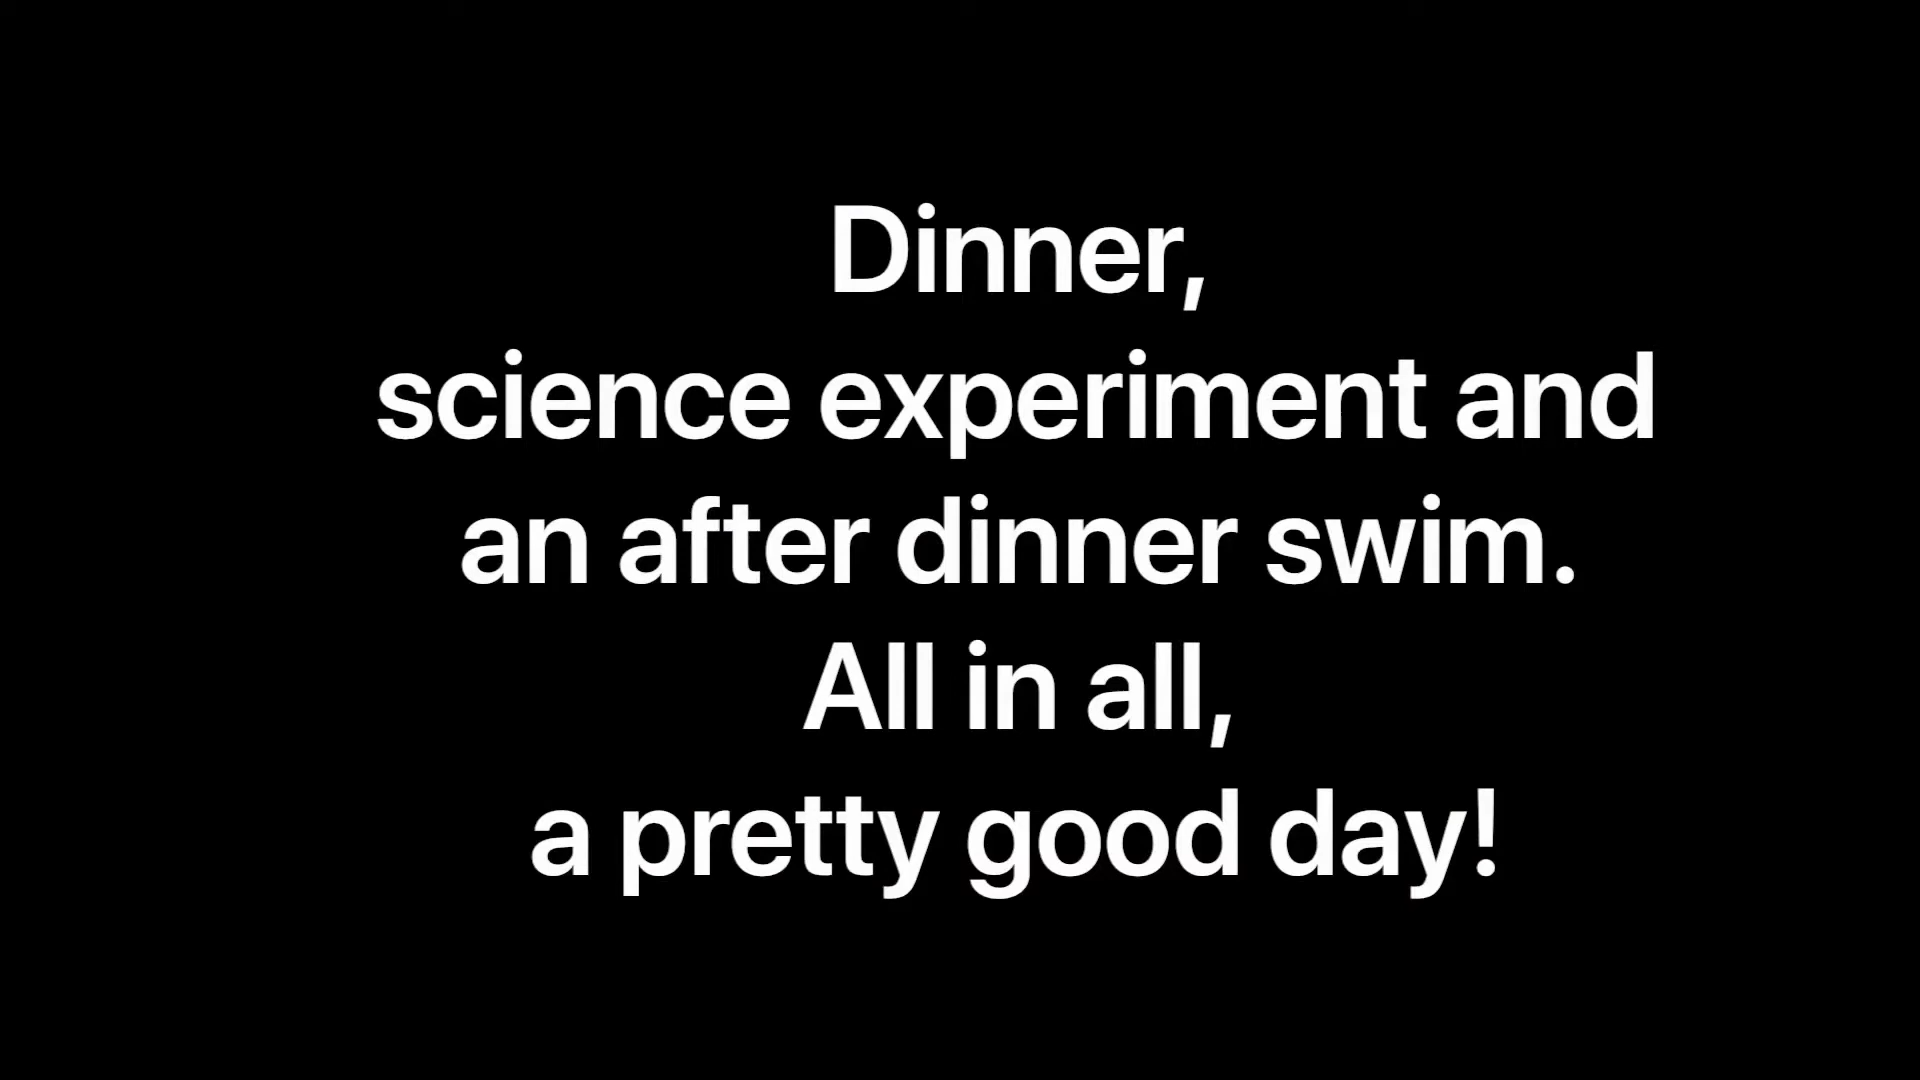 Dinner,
science experiment and
an after dinner swim.
All in all,
a pretty good day!